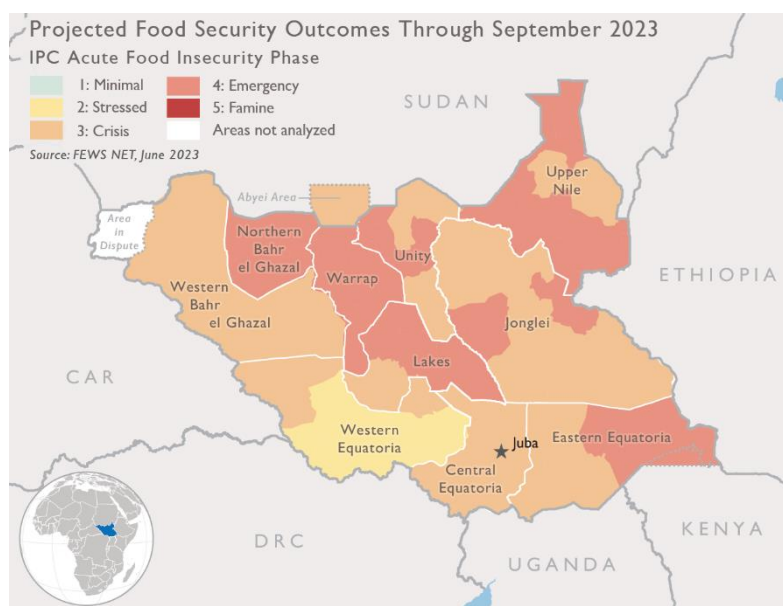 Projected Food Security Outcomes Through September 2023
IPC Acute Food Insecurity Phase
1: Minimal
4: Emergency
2: Stressed
5: Famine
3: Crisis
Areas not analyzed
Source: FEWS NET, June 2023
SUDAN
Upper
Nile
Abyei Area
Area
in
Dispute
Northern
Bahr
el Ghazal
Unity
Warrap
ETHIOPIA
Western
Bahr
el Ghazal
Jonglei
Lakes
CAR
Western
Equatoria
Juba
Eastern Equatoria
Central
Equatoria
DRC
KENYA
UGANDA